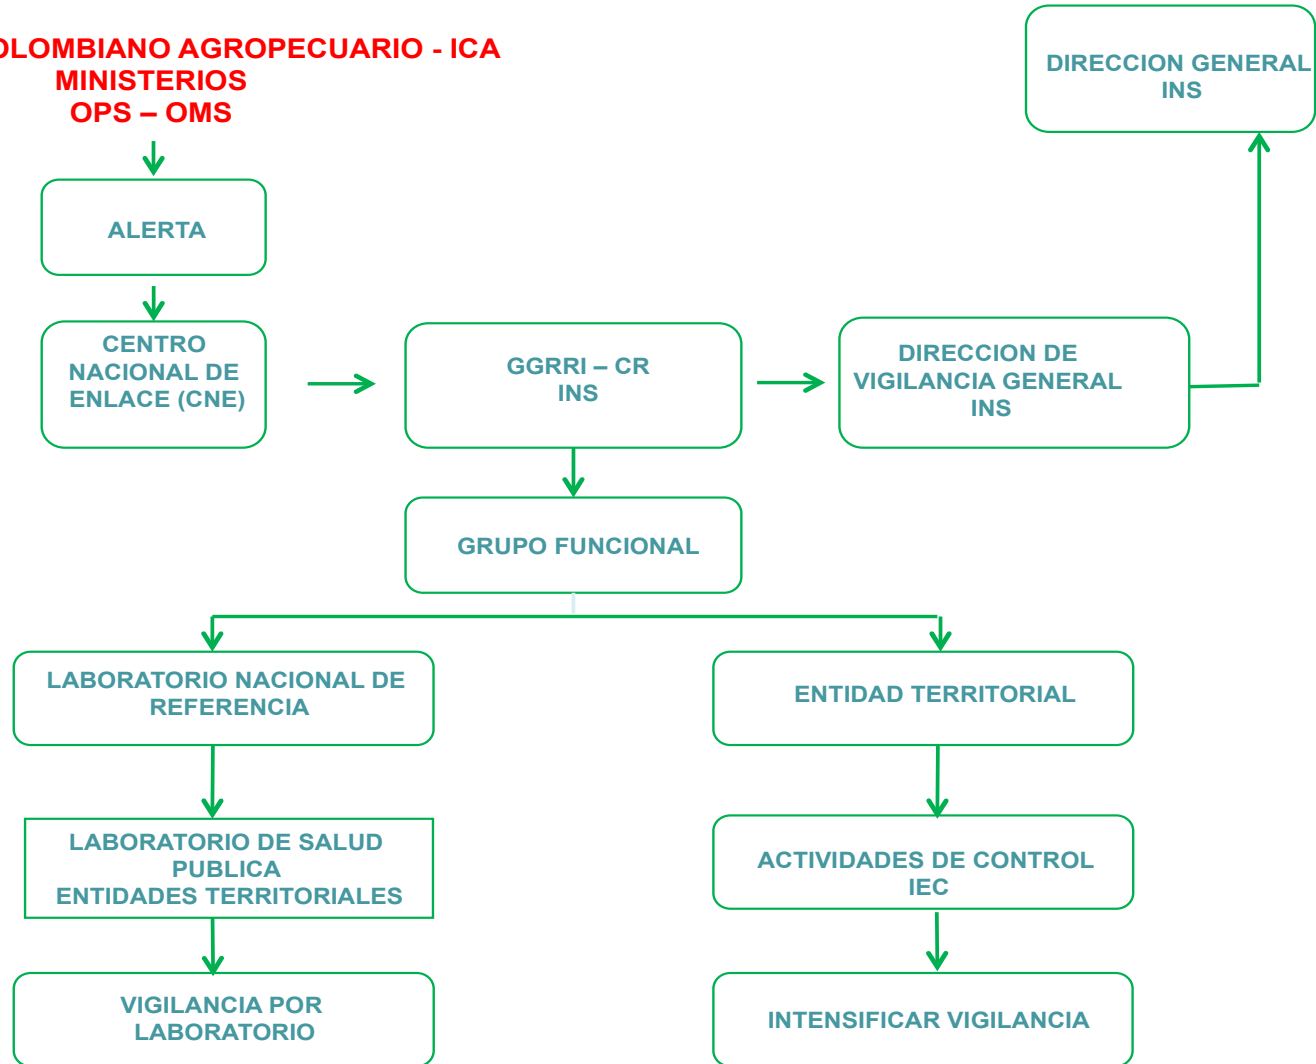 AGROPECUARIO - ICA
MINISTERIOS
OPS – OMS
DIRECCION GENERAL
INS
ALERTA
CENTRO
NACIONAL DE
ENLACE (CNE)
GGRRI – CR
INS
DIRECCION DE
VIGILANCIA GENERAL
INS
GRUPO FUNCIONAL
LABORATORIO NACIONAL DE
REFERENCIA
ENTIDAD TERRITORIAL
LABORATORIO DE SALUD
PUBLICA
ENTIDADES TERRITORIALES
ACTIVIDADES DE CONTROL
IEC
VIGILANCIA POR
LABORATORIO
INTENSIFICAR VIGILANCIA